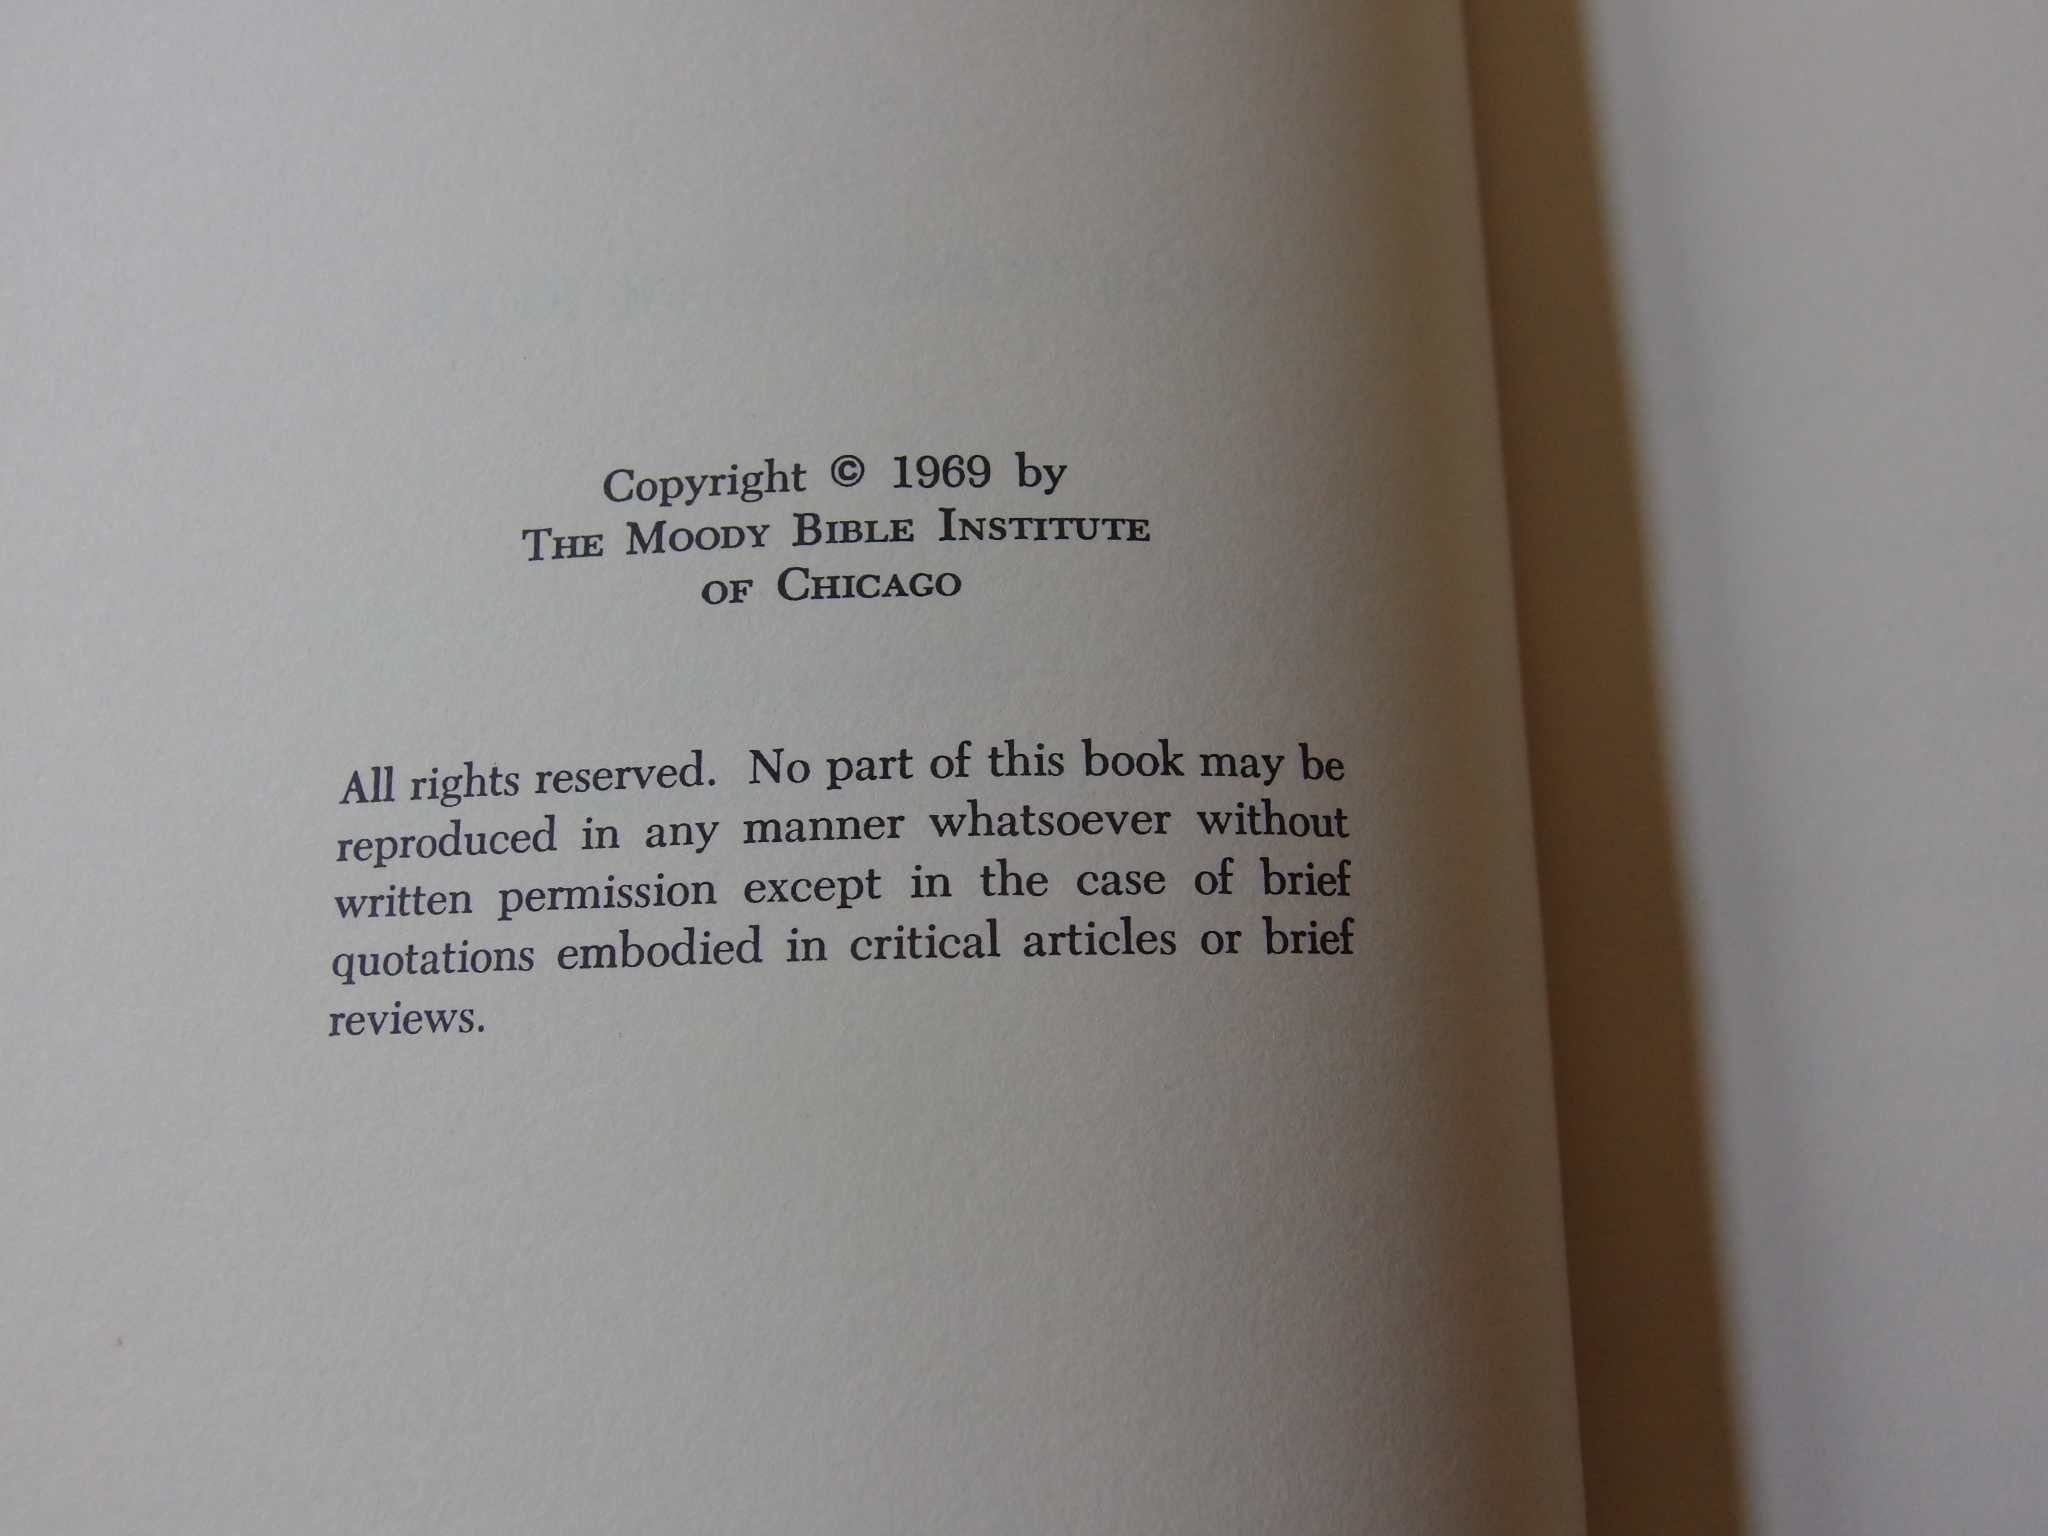 Copyright © 1969 by
THE MOODY BIBLE INSTITUTE
OF CHICAGO
All rights reserved. No part of this book may be
reproduced in any manner whatsoever without
written permission except in the case of brief
quotations embodied in critical articles or brief
reviews.